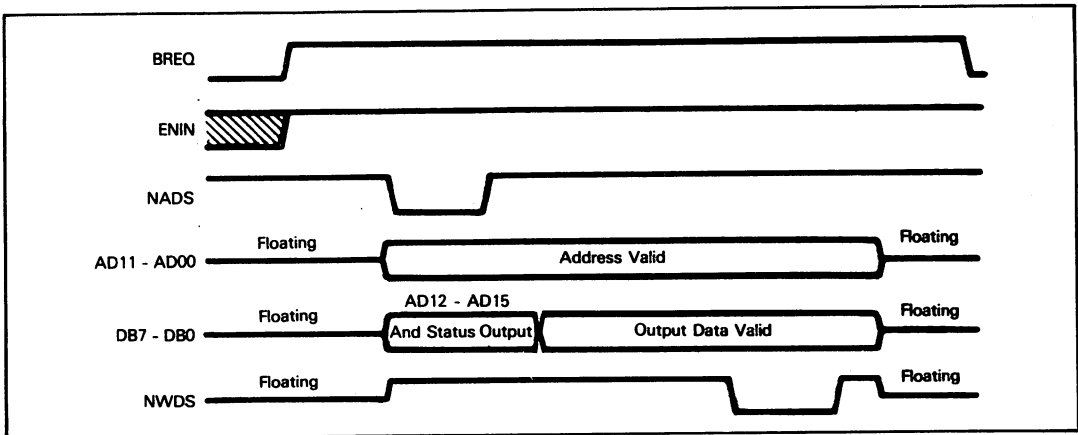 BREQ
ENIN
NADS
Floating
Floating
AD11 - AD00
Address Valid
AD12 - AD15
Floating
Floating
DB7 - DB0
And Status Output
Output Data Valid
Floating
Floating
NWDS